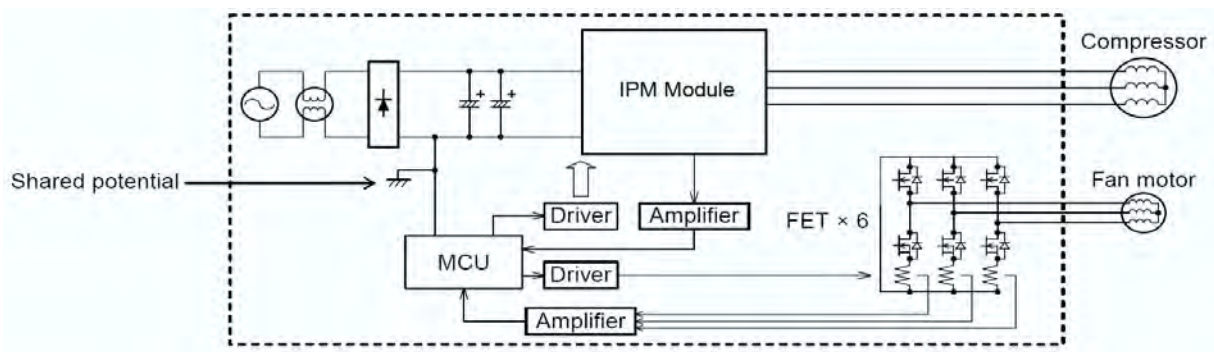 Compressor
IPM Module
Shared potential
Fan motor
Driver
Amplifier
FET × 6
MCU
Driver
Amplifier
+
+